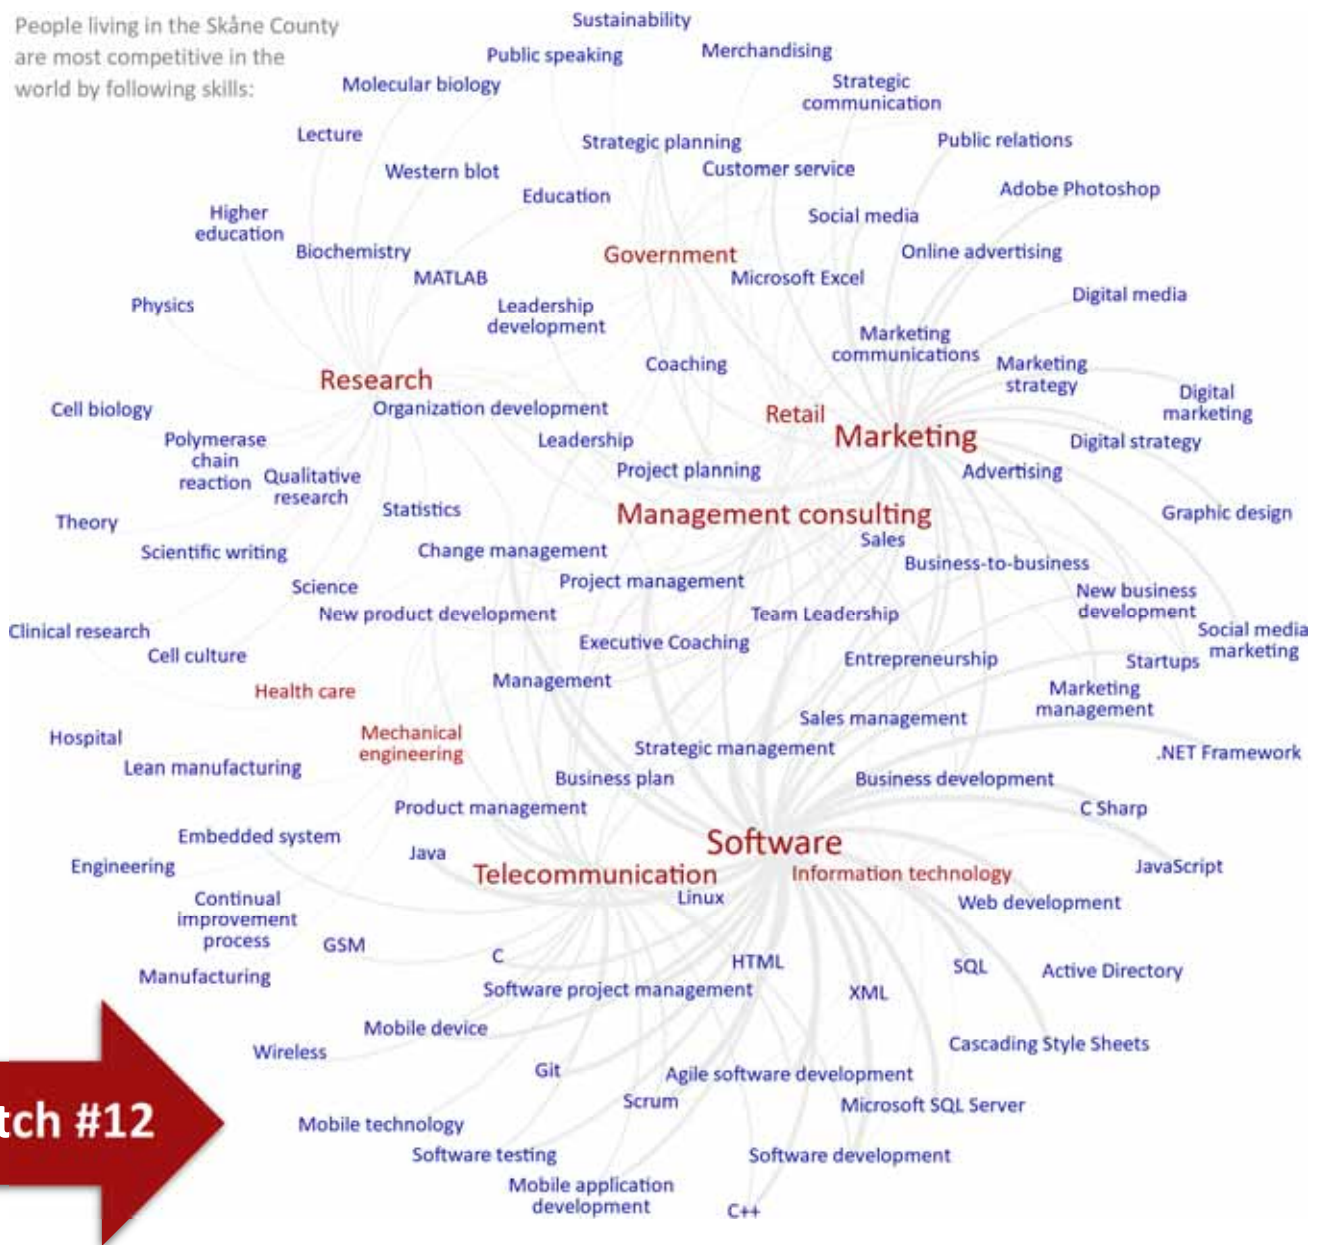 People living in the Skåne County
are most competitive in the
world by following skills:
Sustainability
Public speaking
Merchandising
Molecular biology
Strategic
communication
Lecture
Strategic planning
Public relations
Western blot
Customer service
Education
Adobe Photoshop
Higher
education
Social media
Biochemistry
Government
Online advertising
MATLAB
Microsoft Excel
Physics
Leadership
development
Digital media
Marketing
communications
Coaching
Marketing
strategy
Research
Digital
marketing
Cell biology
Organization development
Retail
Marketing
Polymerase
chain
reaction
Leadership
Digital strategy
Qualitative
research
Project planning
Advertising
Statistics
Management consulting
Graphic design
Theory
Sales
Scientific writing
Change management
Business-to-business
Science
Project management
New business
development
New product development
Team Leadership
Clinical research
Social media
marketing
Executive Coaching
Cell culture
Entrepreneurship
Startups
Health care
Management
Marketing
management
Sales management
Hospital
Mechanical
engineering
Strategic management
.NET Framework
Lean manufacturing
Business plan
Business development
Product management
C Sharp
Embedded system
Software
Java
Engineering
Telecommunication
Information technology
JavaScript
Continual
improvement
process
Linux
Web development
GSM
C
HTML
SQL
Active Directory
Manufacturing
Software project management
XML
Mobile device
Wireless
Cascading Style Sheets
Git
Agile software development
Scrum
Microsoft SQL Server
tch #12
Mobile technology
Software testing
Software development
Mobile application
development
C++